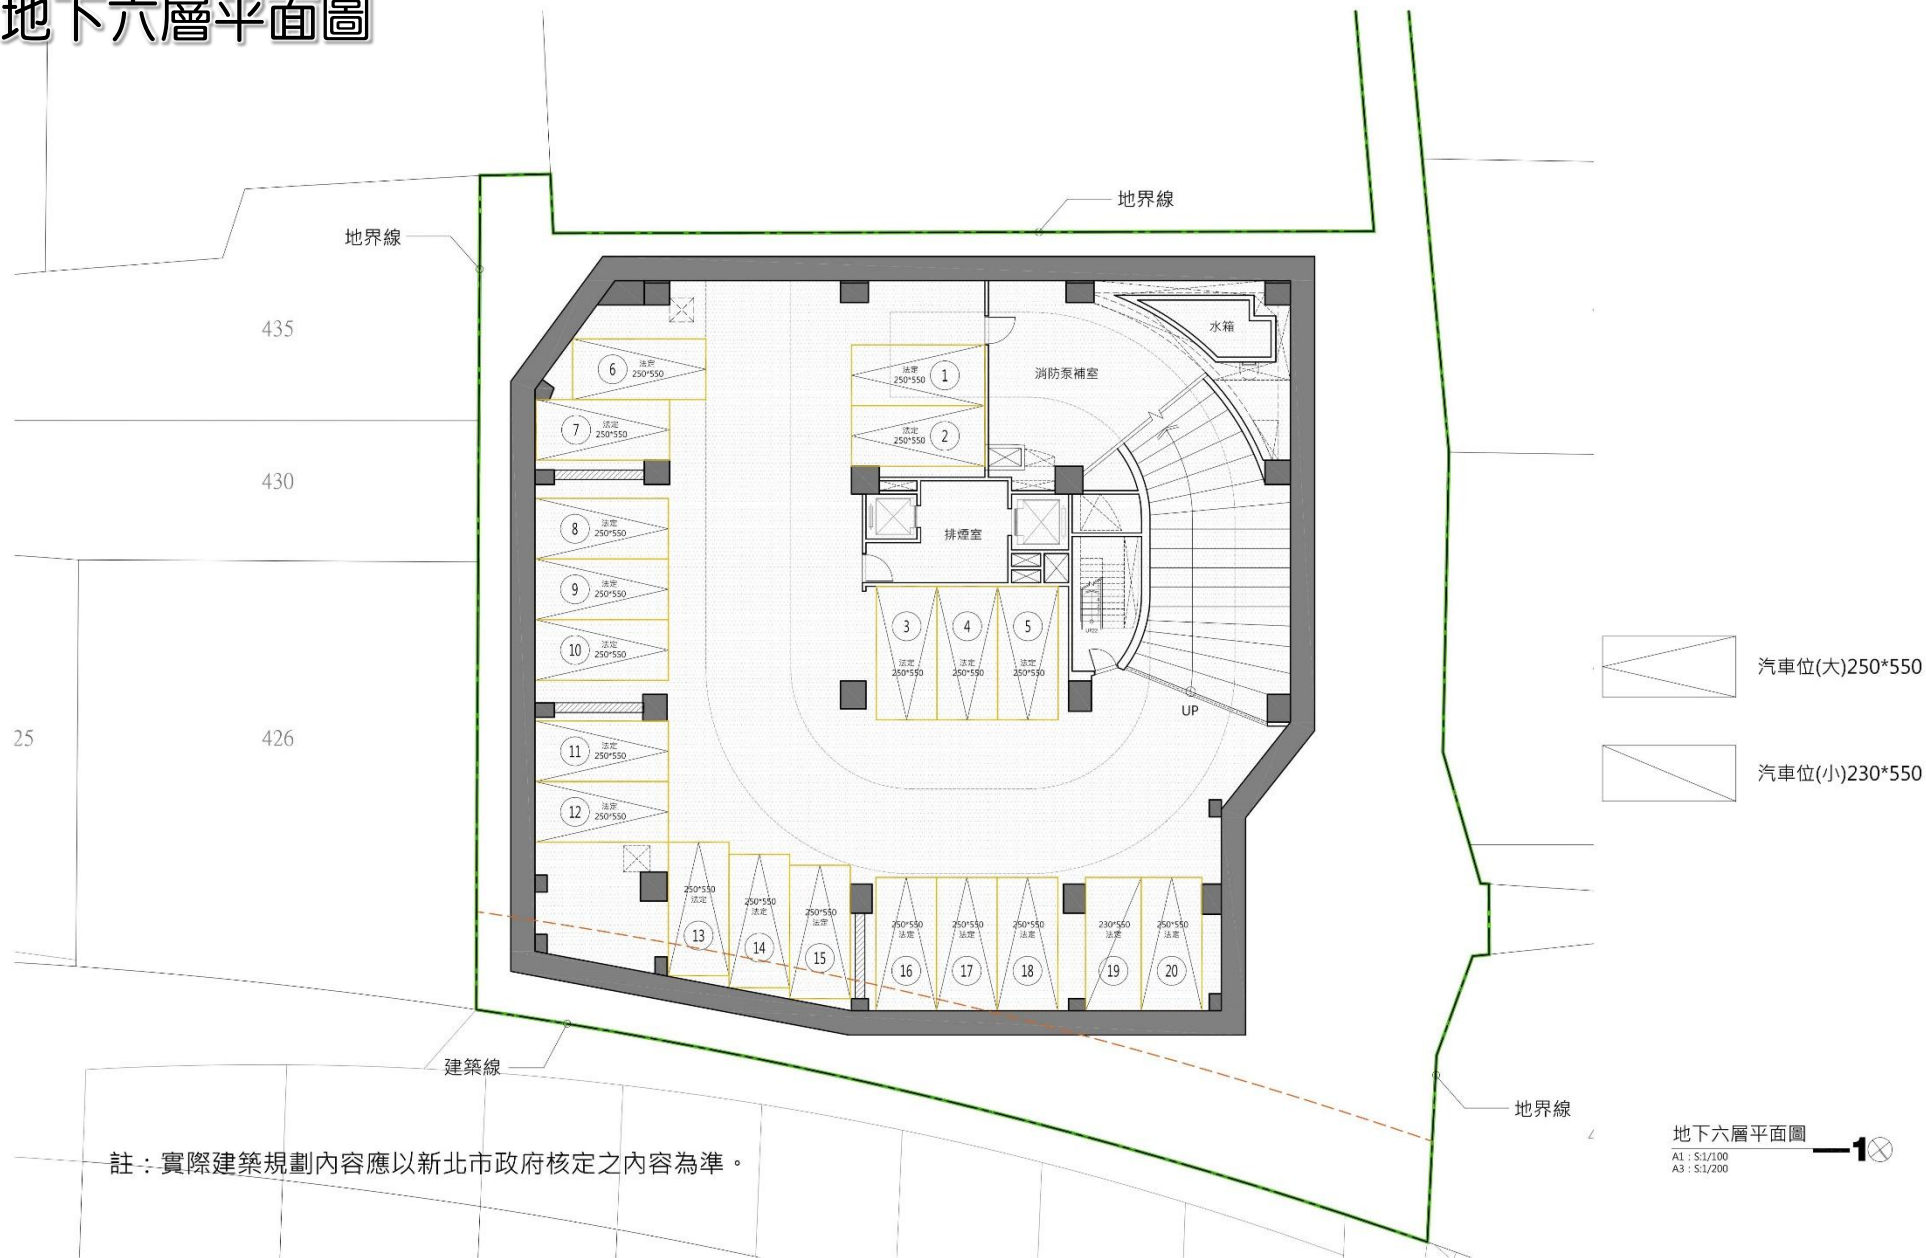 地下六層平面圖
地界線
地界線
435
水箱
6
法定
250*550
法定
250*550
1
消防泵補室
7
法定
250*550
法定
250*550
2
430
8
法定
250*550
排煙室
9
法定
250*550
10
法定
250*550
3
法定
250*550
4
法定
250*550
5
法定
250*550
汽車位(大)250*550
UP
25
426
11
法定
250*550
汽車位(小)230*550
12
法定
250*550
250*550
法定
13
250*550
法定
14
250*550
法定
15
250*550
法定
16
250*550
法定
17
250*550
法定
18
230*550
法定
19
250*550
法定
20
建築線
地界線
地下六層平面圖
A1 : S:1/100
A3 : S:1/200
1
註：實際建築規劃內容應以新北市政府核定之內容為準。